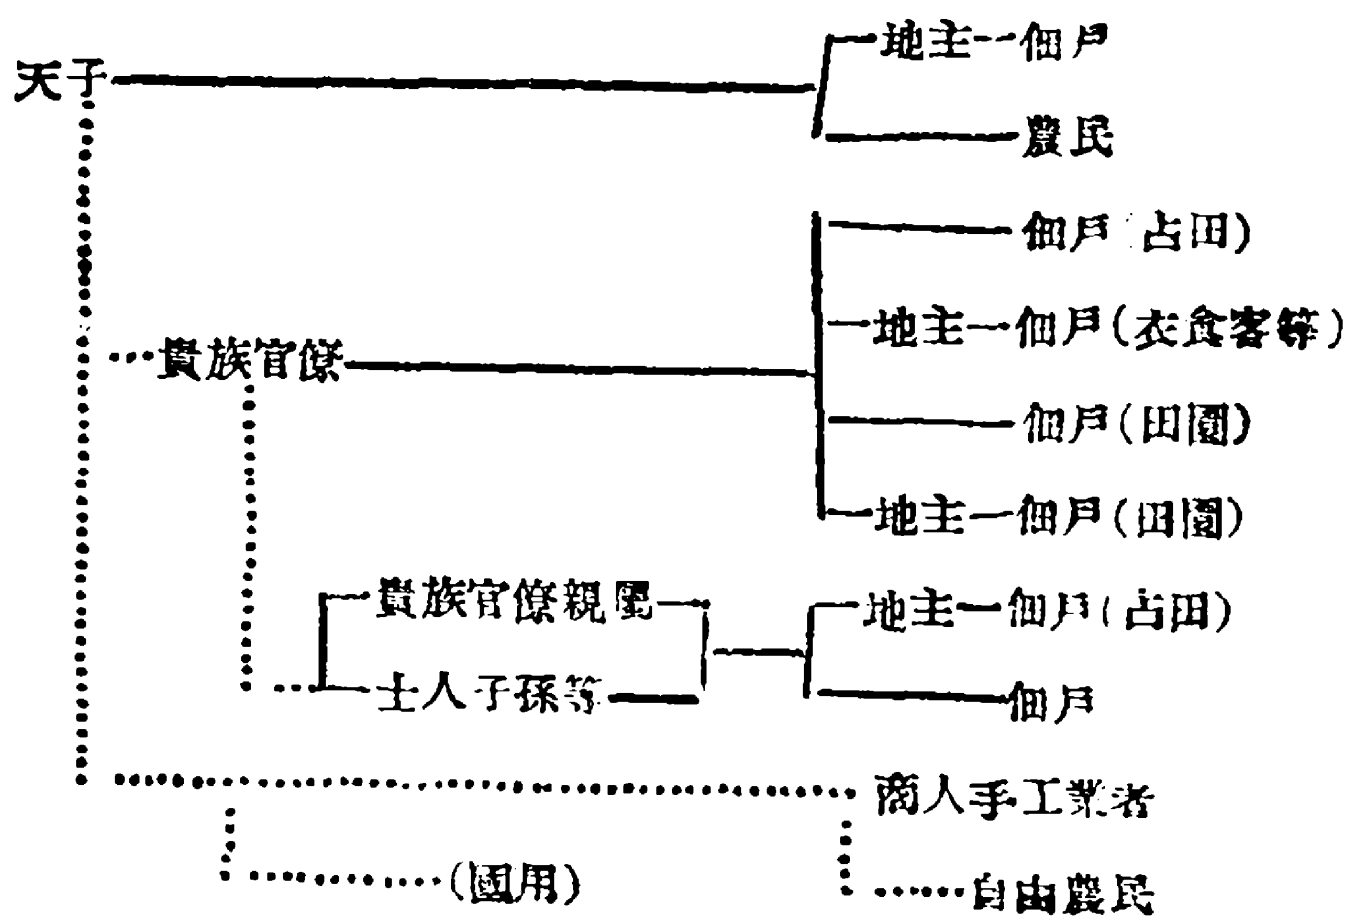 地主—佃戶
天子
農民
佃戶(占田)
地主—佃戶(衣食客等)
貴族官僚
佃戶(田園)
地主—佃戶(田園)
貴族官僚親屬
地主—佃戶(占田)
士人子孫等
佃戶
商人手工業者
(國用)
自由農民